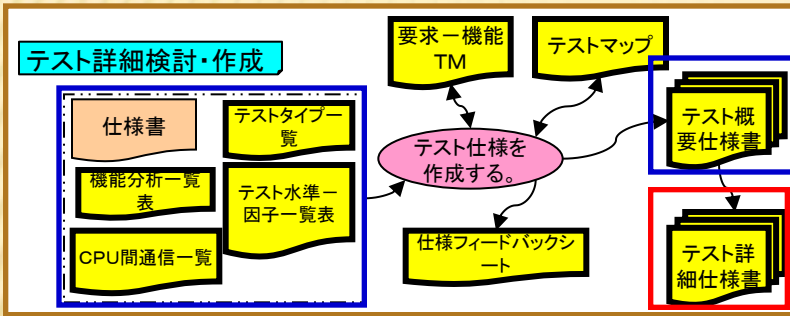 テスト詳細検討・作成
要求－機能
TM
テストマップ
仕様書
テストタイプ一
覧
機能分析一覧
表
テスト水準－
因子一覧表
CPU間通信一覧
テスト仕様を
作成する。
仕様フィードバックシ
ート
テスト概
要仕様書
テスト詳
細仕様書